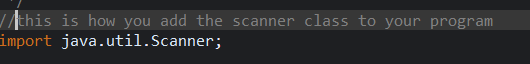 */
//this is how you add the scanner class to your program
import java.util.Scanner;